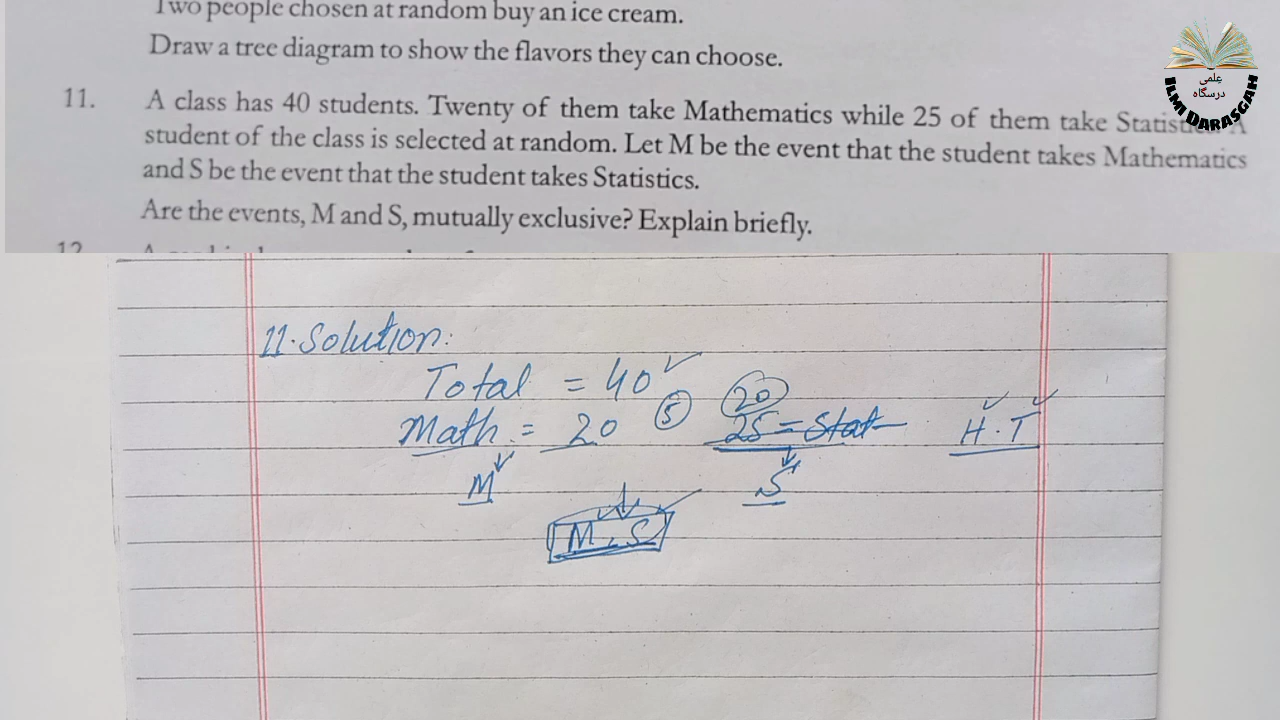 Two people chosen at random buy an ice cream.
Draw a tree diagram to show the flavors they can choose.
علمی
درسگاہ
ILMI DARASGAH
11. A class has 40 students. Twenty of them take Mathematics while 25 of them take Statistics. A
student of the class is selected at random. Let M be the event that the student takes Mathematics
and S be the event that the student takes Statistics.
Are the events, M and S, mutually exclusive? Explain briefly.
12
11. Solution:
Total = 40
Math = 20 5 20 25 = Stat H . T
M S
M , S